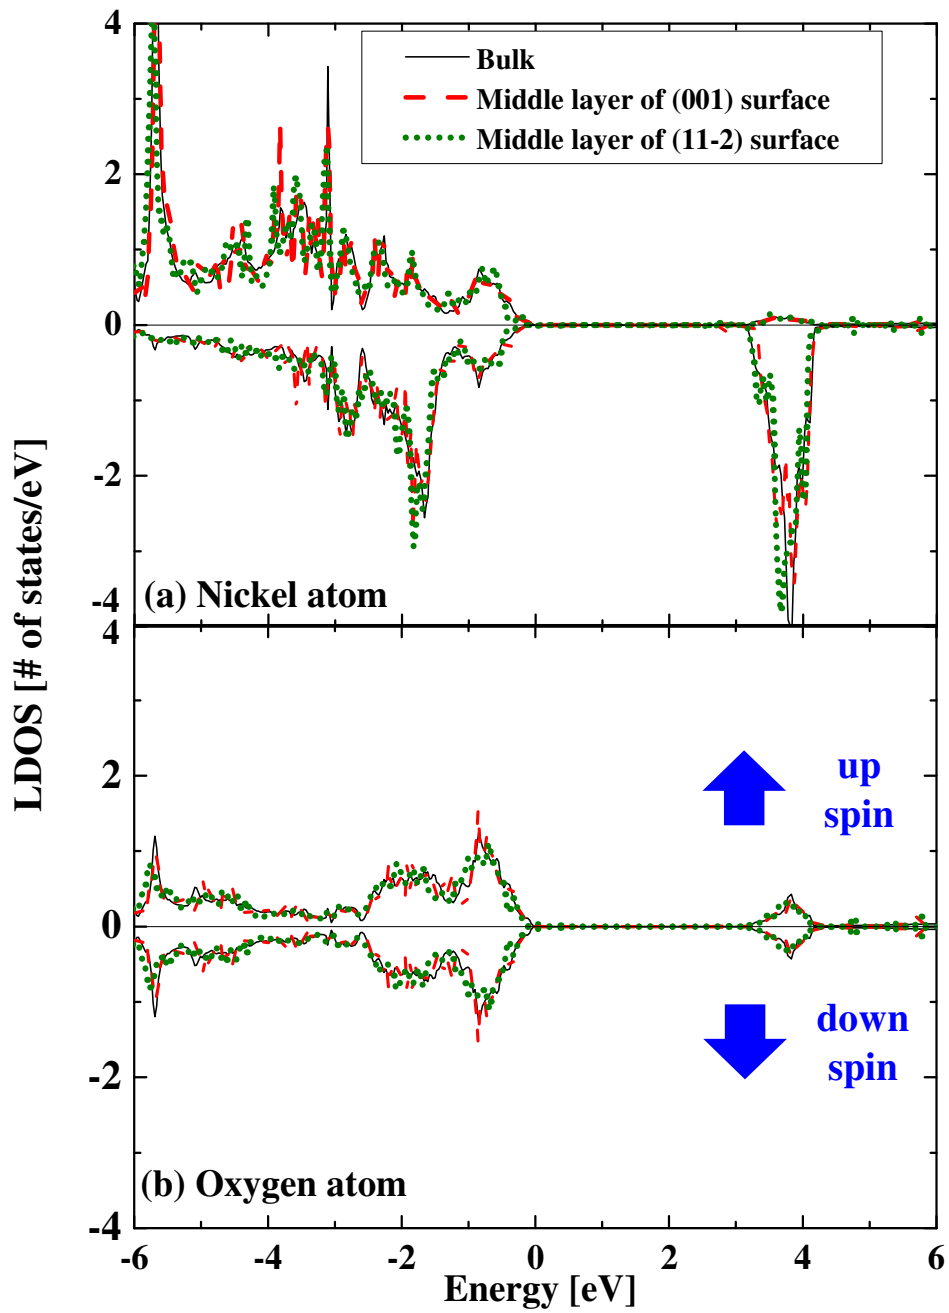 4
2
0
-2
-4
Bulk
Middle layer of (001) surface
Middle layer of (11-2) surface
(a) Nickel atom
LDOS [# of states/eV]
4
2
0
-2
-4
up
spin
down
spin
(b) Oxygen atom
-6 -4 -2 0 2 4 6
Energy [eV]